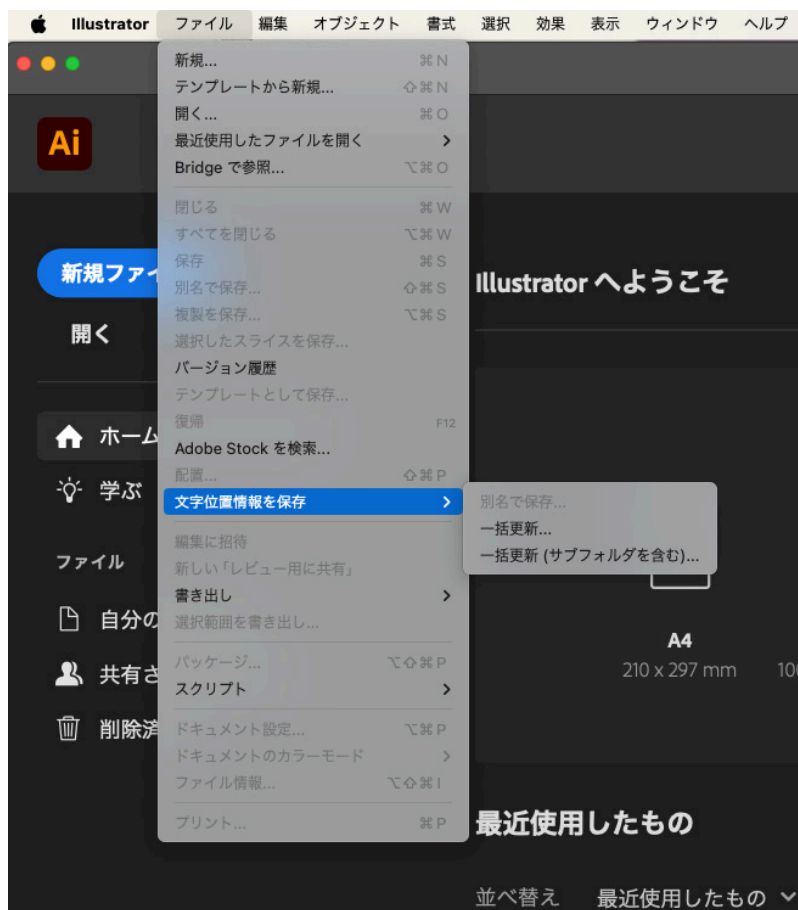 Illustrator ファイル 編集 オブジェクト 書式 選択 効果 表示 ウィンドウ ヘルプ
新規... ⌘ N
テンプレートから新規... ⇧⌘ N
開く... ⌘ O
最近使用したファイルを開く >
Bridge で参照... ⌥⌘ O
閉じる ⌘ W
すべてを閉じる ⌥⌘ W
保存 ⌘ S
別名で保存... ⇧⌘ S
複製を保存... ⌥⌘ S
選択したスライスを保存...
バージョン履歴
テンプレートとして保存...
復帰 F12
Adobe Stock を検索...
配置... ⇧⌘ P
文字位置情報を保存 >
編集に招待
新しい「レビュー用に共有」
書き出し >
選択範囲を書き出し...
パッケージ... ⌥⇧⌘ P
スクリプト >
ドキュメント設定... ⌥⌘ P
ドキュメントのカラーモード >
ファイル情報... ⌥⇧⌘ I
プリント... ⌘ P
別名で保存...
一括更新...
一括更新 (サブフォルダを含む)...
Ai
新規ファイ
開く
ホーム
学ぶ
ファイル
自分の
共有さ
削除済
Illustrator へようこそ
A4
210 x 297 mm 10
最近使用したもの
並べ替え 最近使用したもの